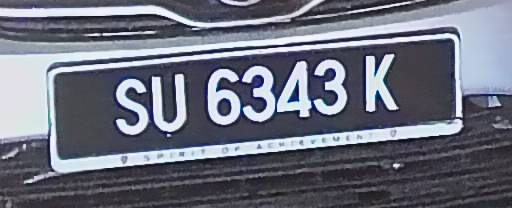 SU 6343 K
SPIRIT OF ACHIEVEMENT